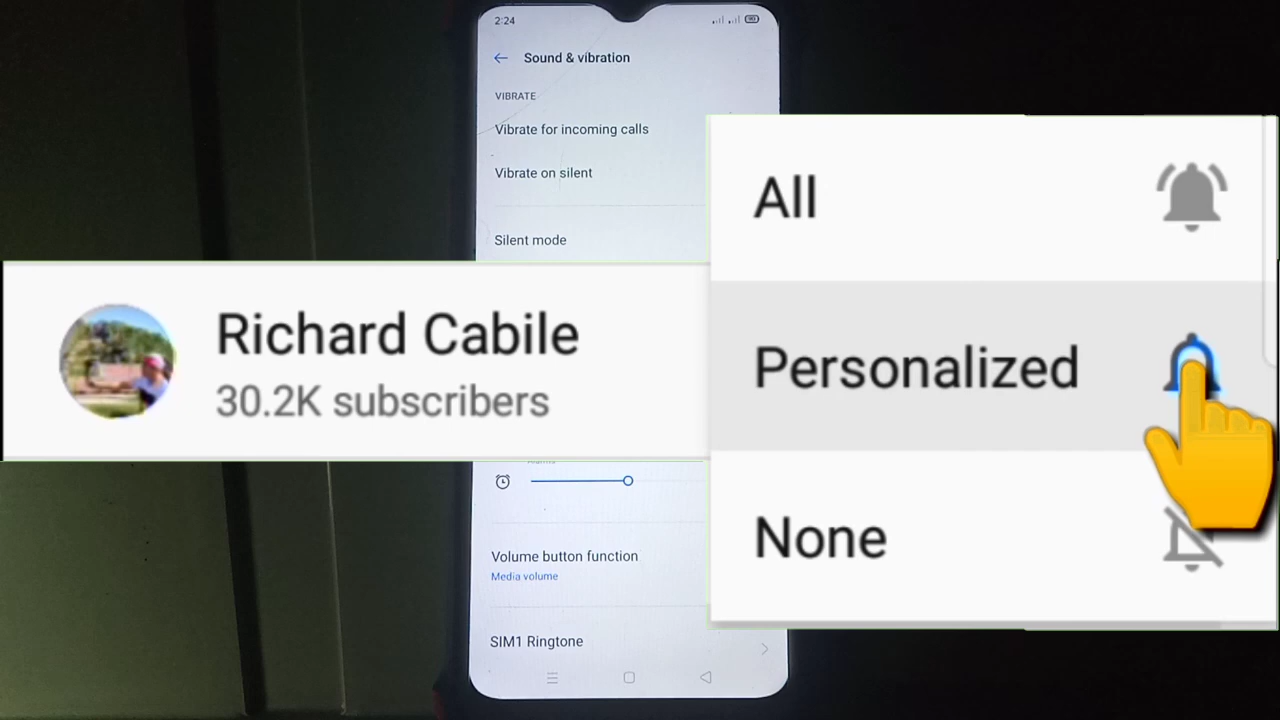 2:24
Sound & vibration
VIBRATE
Vibrate for incoming calls
Vibrate on silent
Silent mode
All
Personalized
None
Richard Cabile
30.2K subscribers
Volume button function
Media volume
SIM1 Ringtone